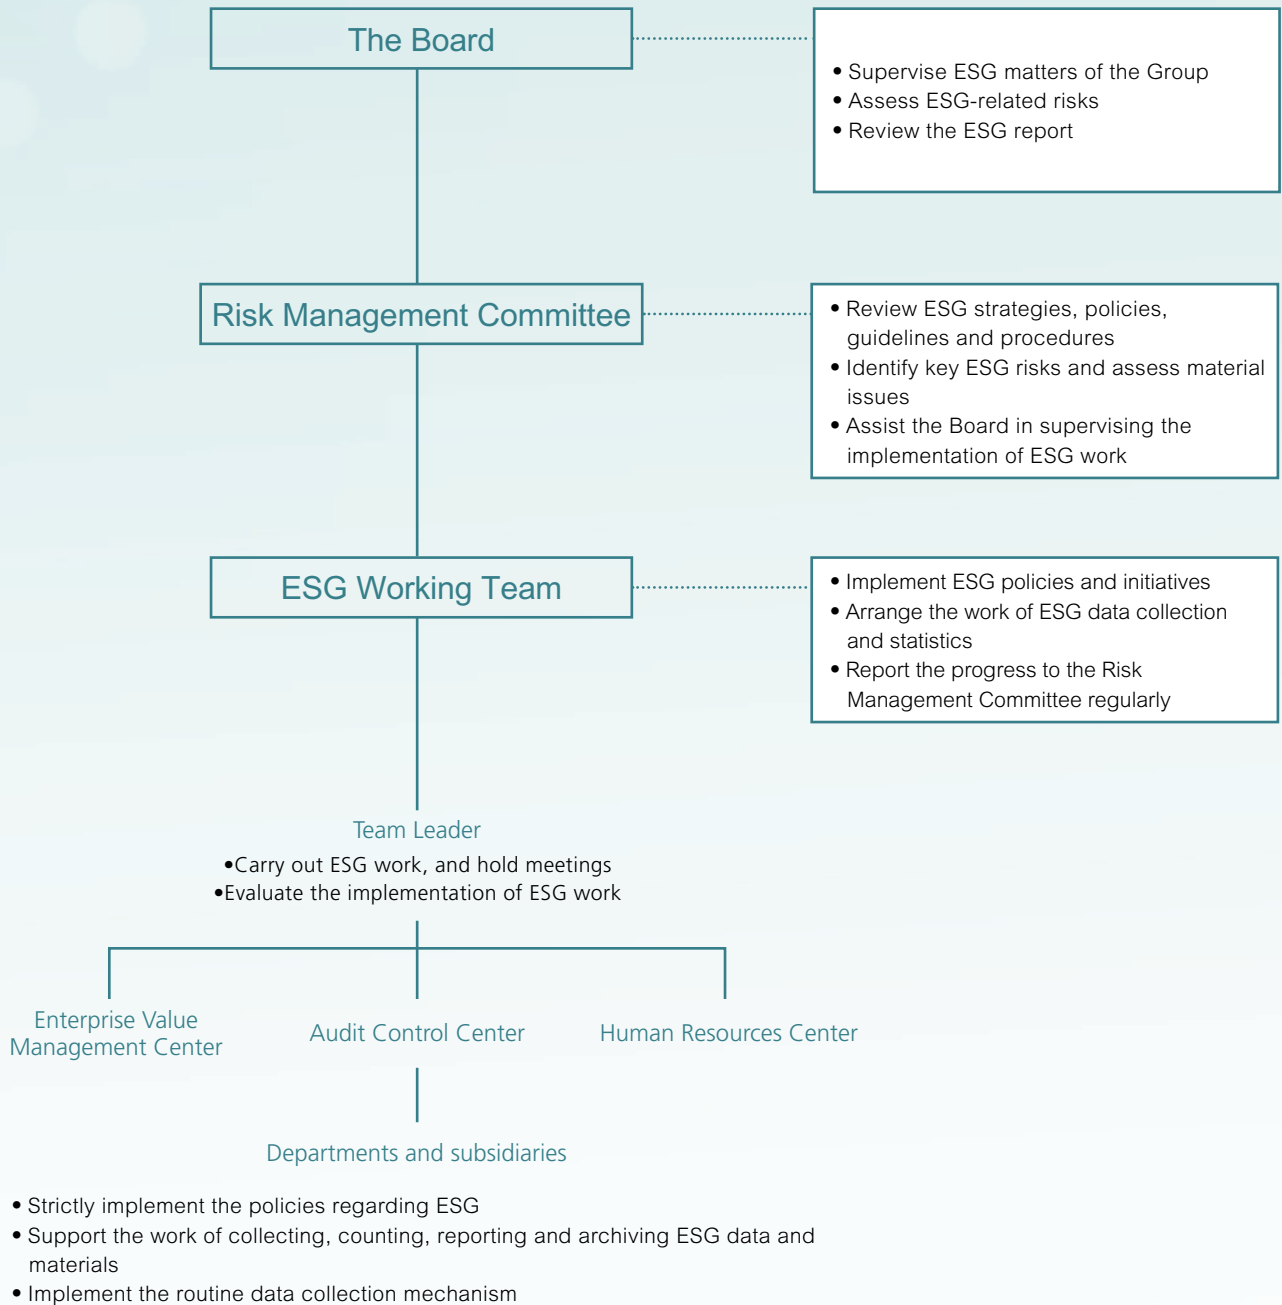 The Board
• Supervise ESG matters of the Group
• Assess ESG-related risks
• Review the ESG report
Risk Management Committee
• Review ESG strategies, policies,
guidelines and procedures
• Identify key ESG risks and assess material
issues
• Assist the Board in supervising the
implementation of ESG work
ESG Working Team
• Implement ESG policies and initiatives
• Arrange the work of ESG data collection
and statistics
• Report the progress to the Risk
Management Committee regularly
Team Leader
•Carry out ESG work, and hold meetings
•Evaluate the implementation of ESG work
Enterprise Value
Management Center
Audit Control Center
Human Resources Center
Departments and subsidiaries
• Strictly implement the policies regarding ESG
• Support the work of collecting, counting, reporting and archiving ESG data and
materials
• Implement the routine data collection mechanism